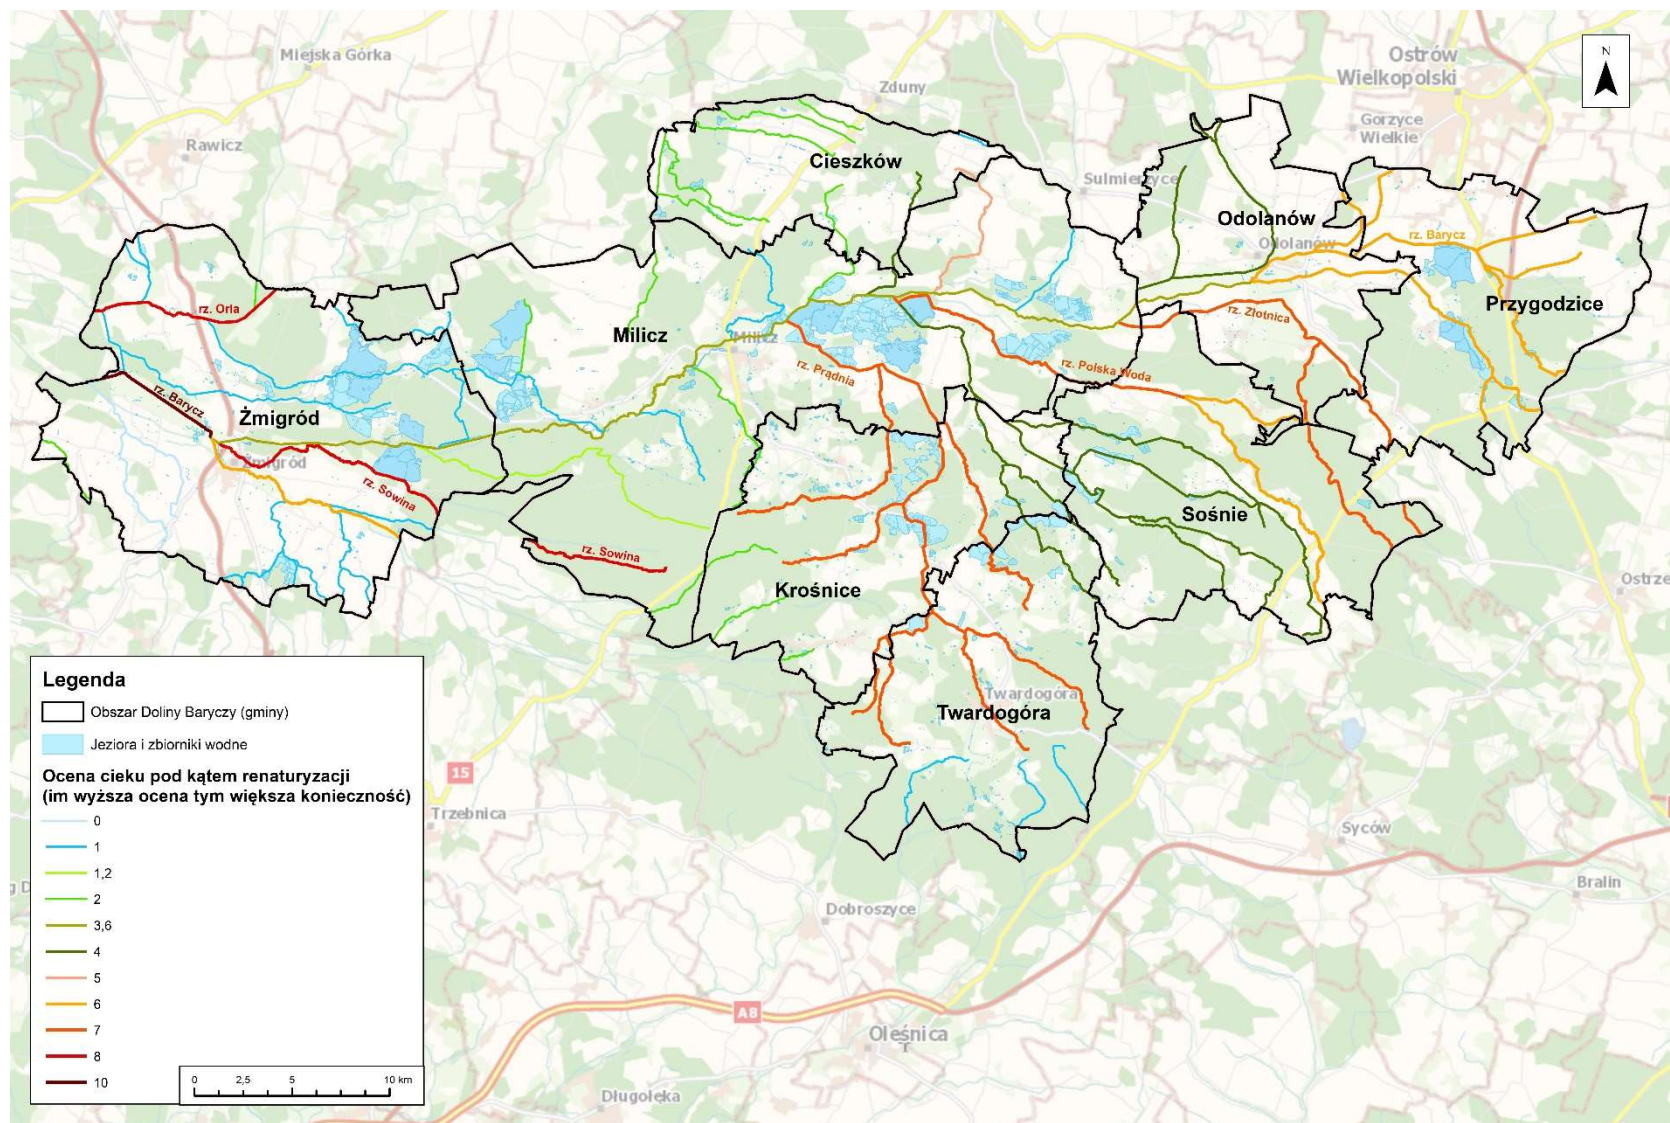 Miejska Górka
Zduny
Ostrów
Wielkopolski
N
Gorzyce
Wielkie
Rawicz
Cieszków
Sulmierzyce
Odolanów
Odolanów
rz. Barycz
Przygodzice
rz. Orla
rz. Złotnica
Milicz
Milicz
rz. Prądnia
rz. Polska Woda
rz. Barycz
Żmigród
Żmigród
rz. Sowina
Sośnie
rz. Sowina
Krośnice
Ostrze
Twardogóra
Twardogóra
Legenda
Obszar Doliny Baryczy (gminy)
Jeziora i zbiorniki wodne
Ocena cieku pod kątem renaturyzacji
(im wyższa ocena tym większa konieczność)
0
1
1,2
2
3,6
4
5
6
7
8
10
0 2,5 5 10 km
15
Trzebnica
Syców
Bralin
Dobroszyce
A8
Oleśnica
Długołęka